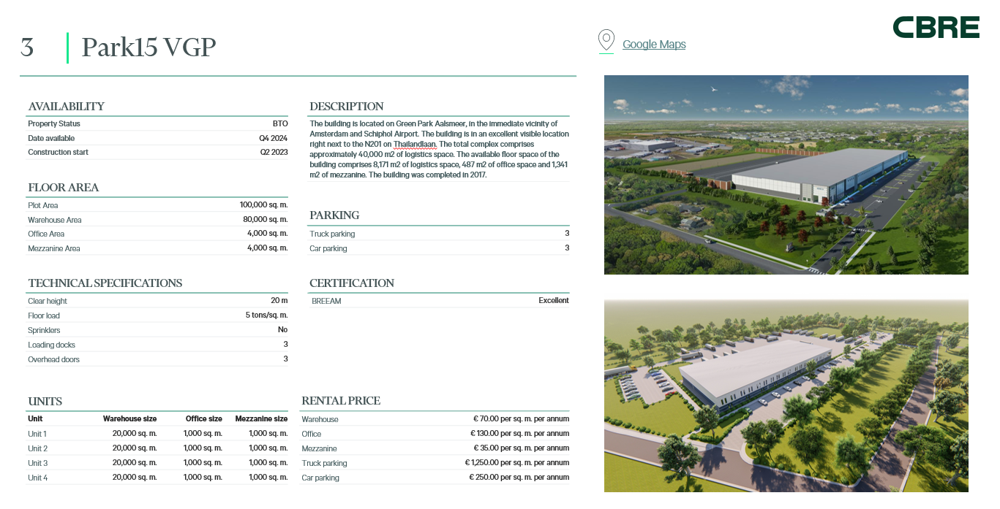 3
Park15 VGP
Google Maps
CBRE
AVAILABILITY
Property Status BTO
Date available Q4 2024
Construction start Q2 2023
FLOOR AREA
Plot Area 100,000 sq. m.
Warehouse Area 80,000 sq. m.
Office Area 4,000 sq. m.
Mezzanine Area 4,000 sq. m.
TECHNICAL SPECIFICATIONS
Clear height 20 m
Floor load 5 tons/sq. m.
Sprinklers No
Loading docks 3
Overhead doors 3
DESCRIPTION
The building is located on Green Park Aalsmeer, in the immediate vicinity of
Amsterdam and Schiphol Airport. The building is in an excellent visible location
right next to the N201 on Thailandlaan. The total complex comprises
approximately 40,000 m2 of logistics space. The available floor space of the
building comprises 8,171 m2 of logistics space, 487 m2 of office space and 1,341
m2 of mezzanine. The building was completed in 2017.
PARKING
Truck parking 3
Car parking 3
CERTIFICATION
BREEAM Excellent
UNITS
Unit Warehouse size Office size Mezzanine size
Unit 1 20,000 sq. m. 1,000 sq. m. 1,000 sq. m.
Unit 2 20,000 sq. m. 1,000 sq. m. 1,000 sq. m.
Unit 3 20,000 sq. m. 1,000 sq. m. 1,000 sq. m.
Unit 4 20,000 sq. m. 1,000 sq. m. 1,000 sq. m.
RENTAL PRICE
Warehouse € 70.00 per sq. m. per annum
Office € 130.00 per sq. m. per annum
Mezzanine € 35.00 per sq. m. per annum
Truck parking € 1,250.00 per sq. m. per annum
Car parking € 250.00 per sq. m. per annum